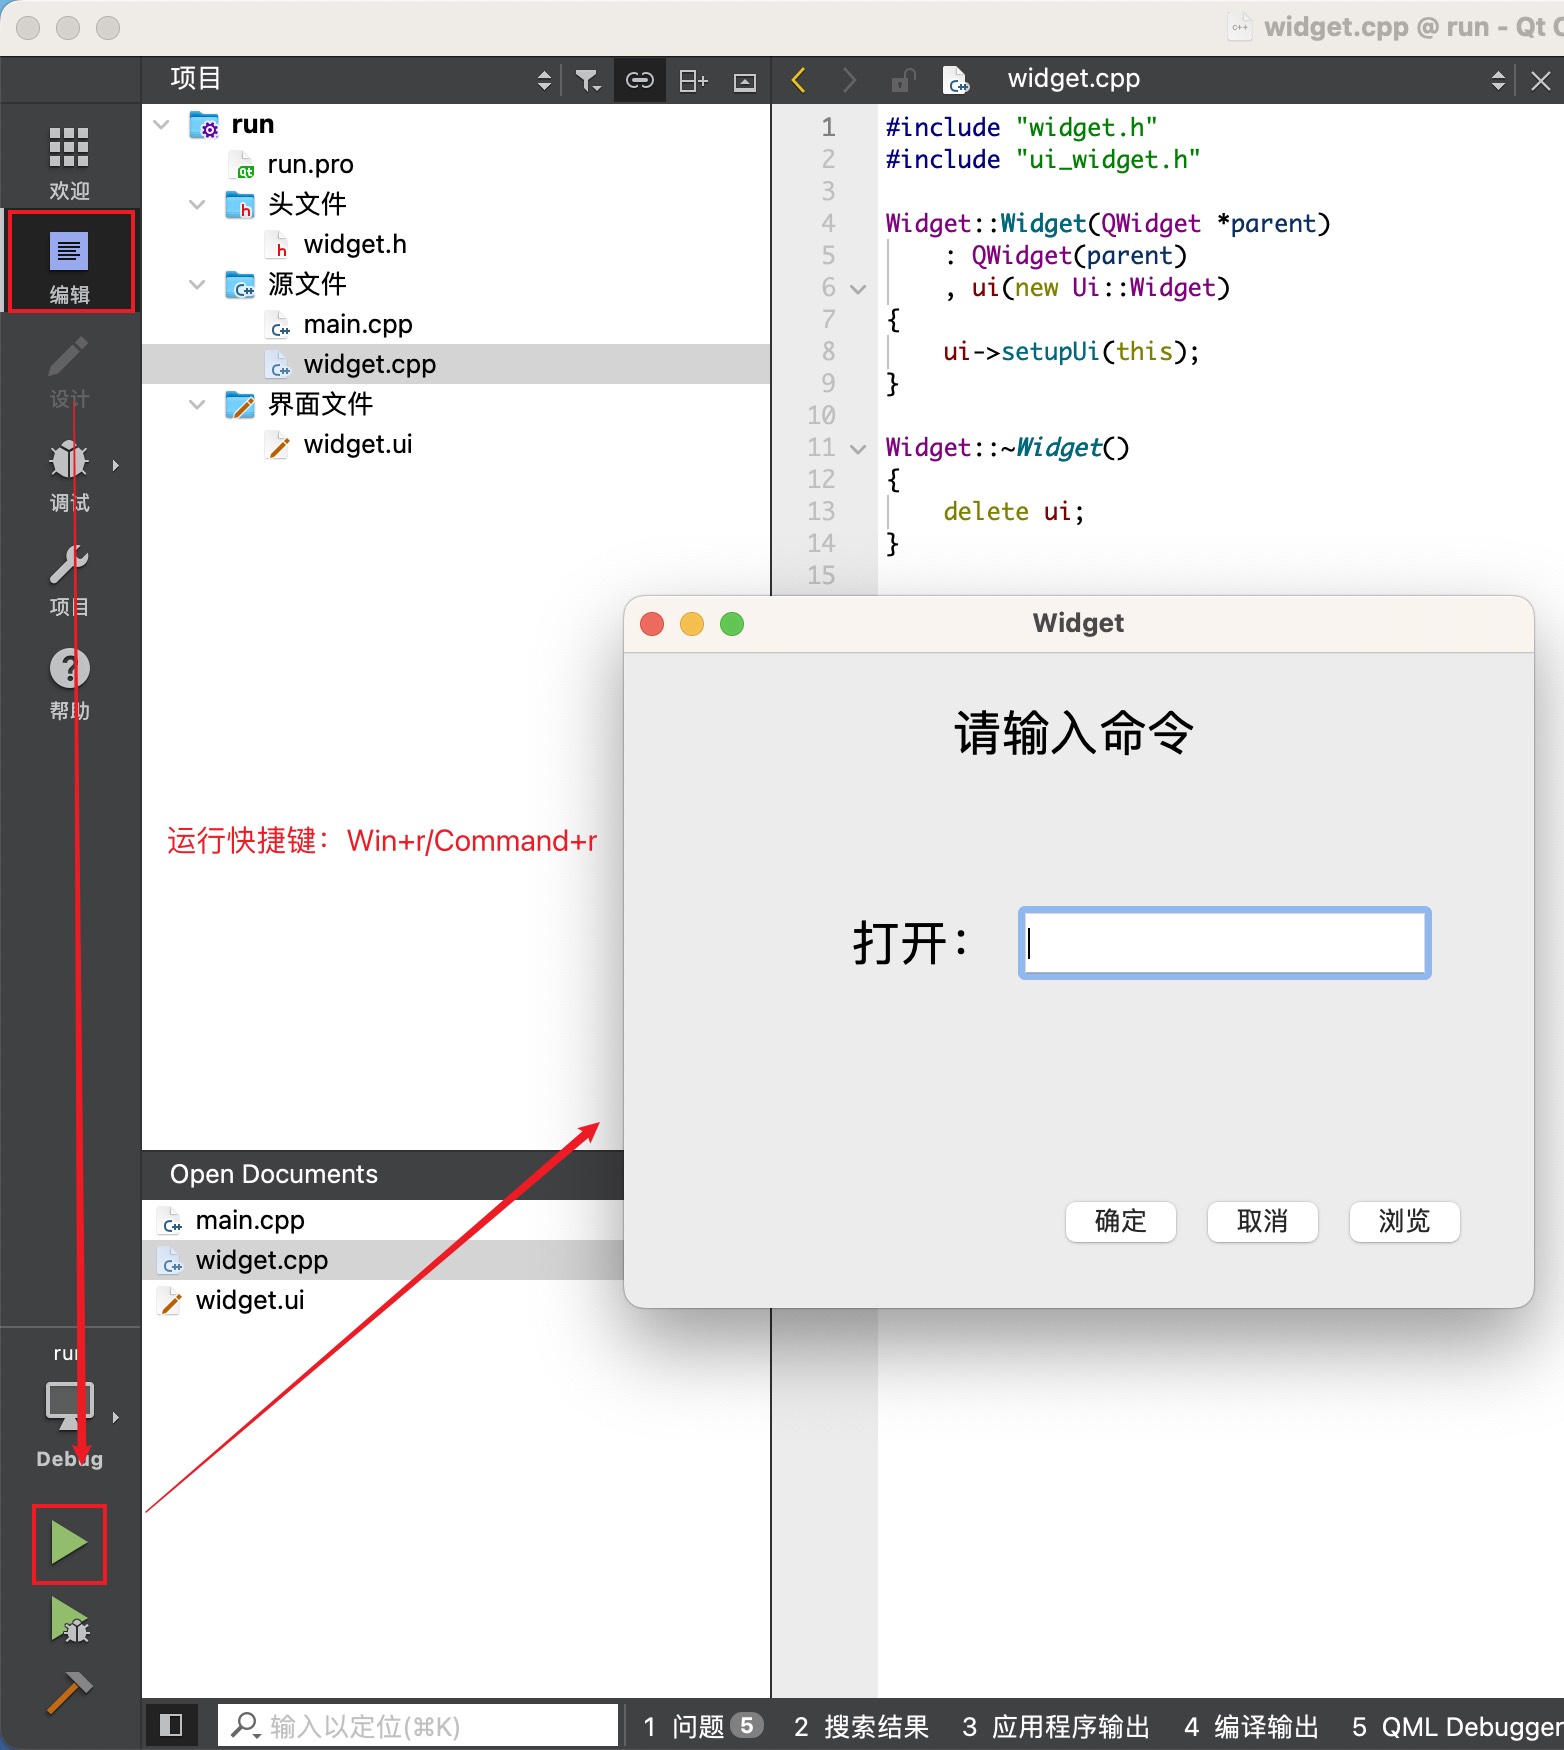 widget.cpp @ run - Qt C
项目
widget.cpp
欢迎
编辑
设计
调试
项目
帮助
run
run.pro
头文件
widget.h
源文件
main.cpp
widget.cpp
界面文件
widget.ui
1 #include "widget.h"
2 #include "ui_widget.h"
3
4 Widget::Widget(QWidget *parent)
5 : QWidget(parent)
6 , ui(new Ui::Widget)
7 {
8 ui->setupUi(this);
9 }
10
11 Widget::~Widget()
12 {
13 delete ui;
14 }
15
运行快捷键：Win+r/Command+r
Widget
请输入命令
打开：
确定 取消 浏览
Open Documents
main.cpp
widget.cpp
widget.ui
run
Debug
输入以定位(⌘K)
1 问题 5 2 搜索结果 3 应用程序输出 4 编译输出 5 QML Debugger